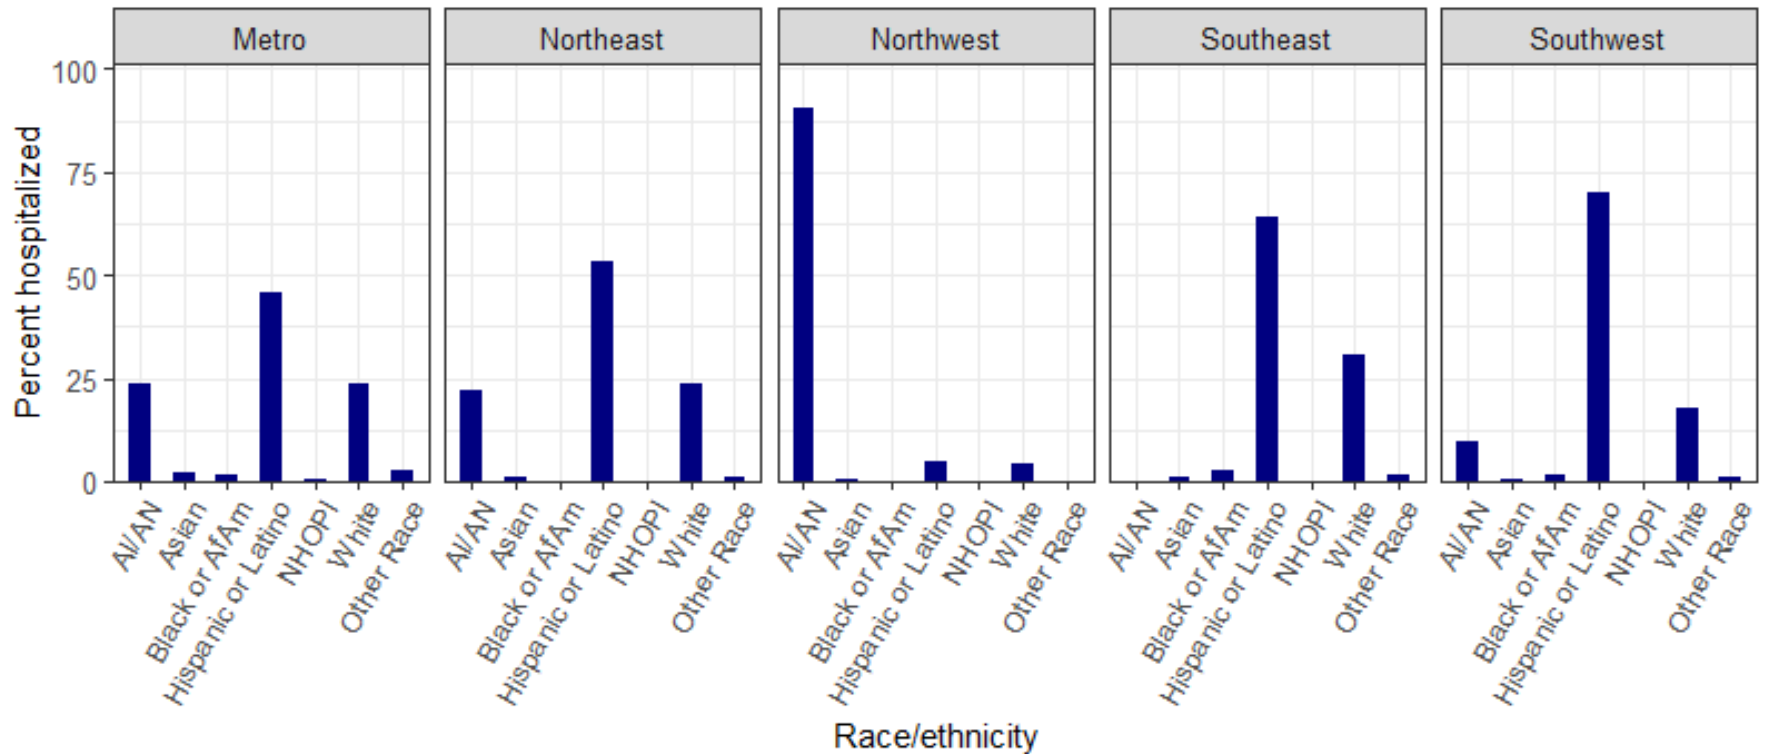 Metro
Northeast
Northwest
Southeast
Southwest
Percent hospitalized
100
75
50
25
0
AI/AN
Asian
Black or AfAm
Hispanic or Latino
NHOPI
White
Other Race
AI/AN
Asian
Black or AfAm
Hispanic or Latino
NHOPI
White
Other Race
AI/AN
Asian
Black or AfAm
Hispanic or Latino
NHOPI
White
Other Race
AI/AN
Asian
Black or AfAm
Hispanic or Latino
NHOPI
White
Other Race
AI/AN
Asian
Black or AfAm
Hispanic or Latino
NHOPI
White
Other Race
Race/ethnicity